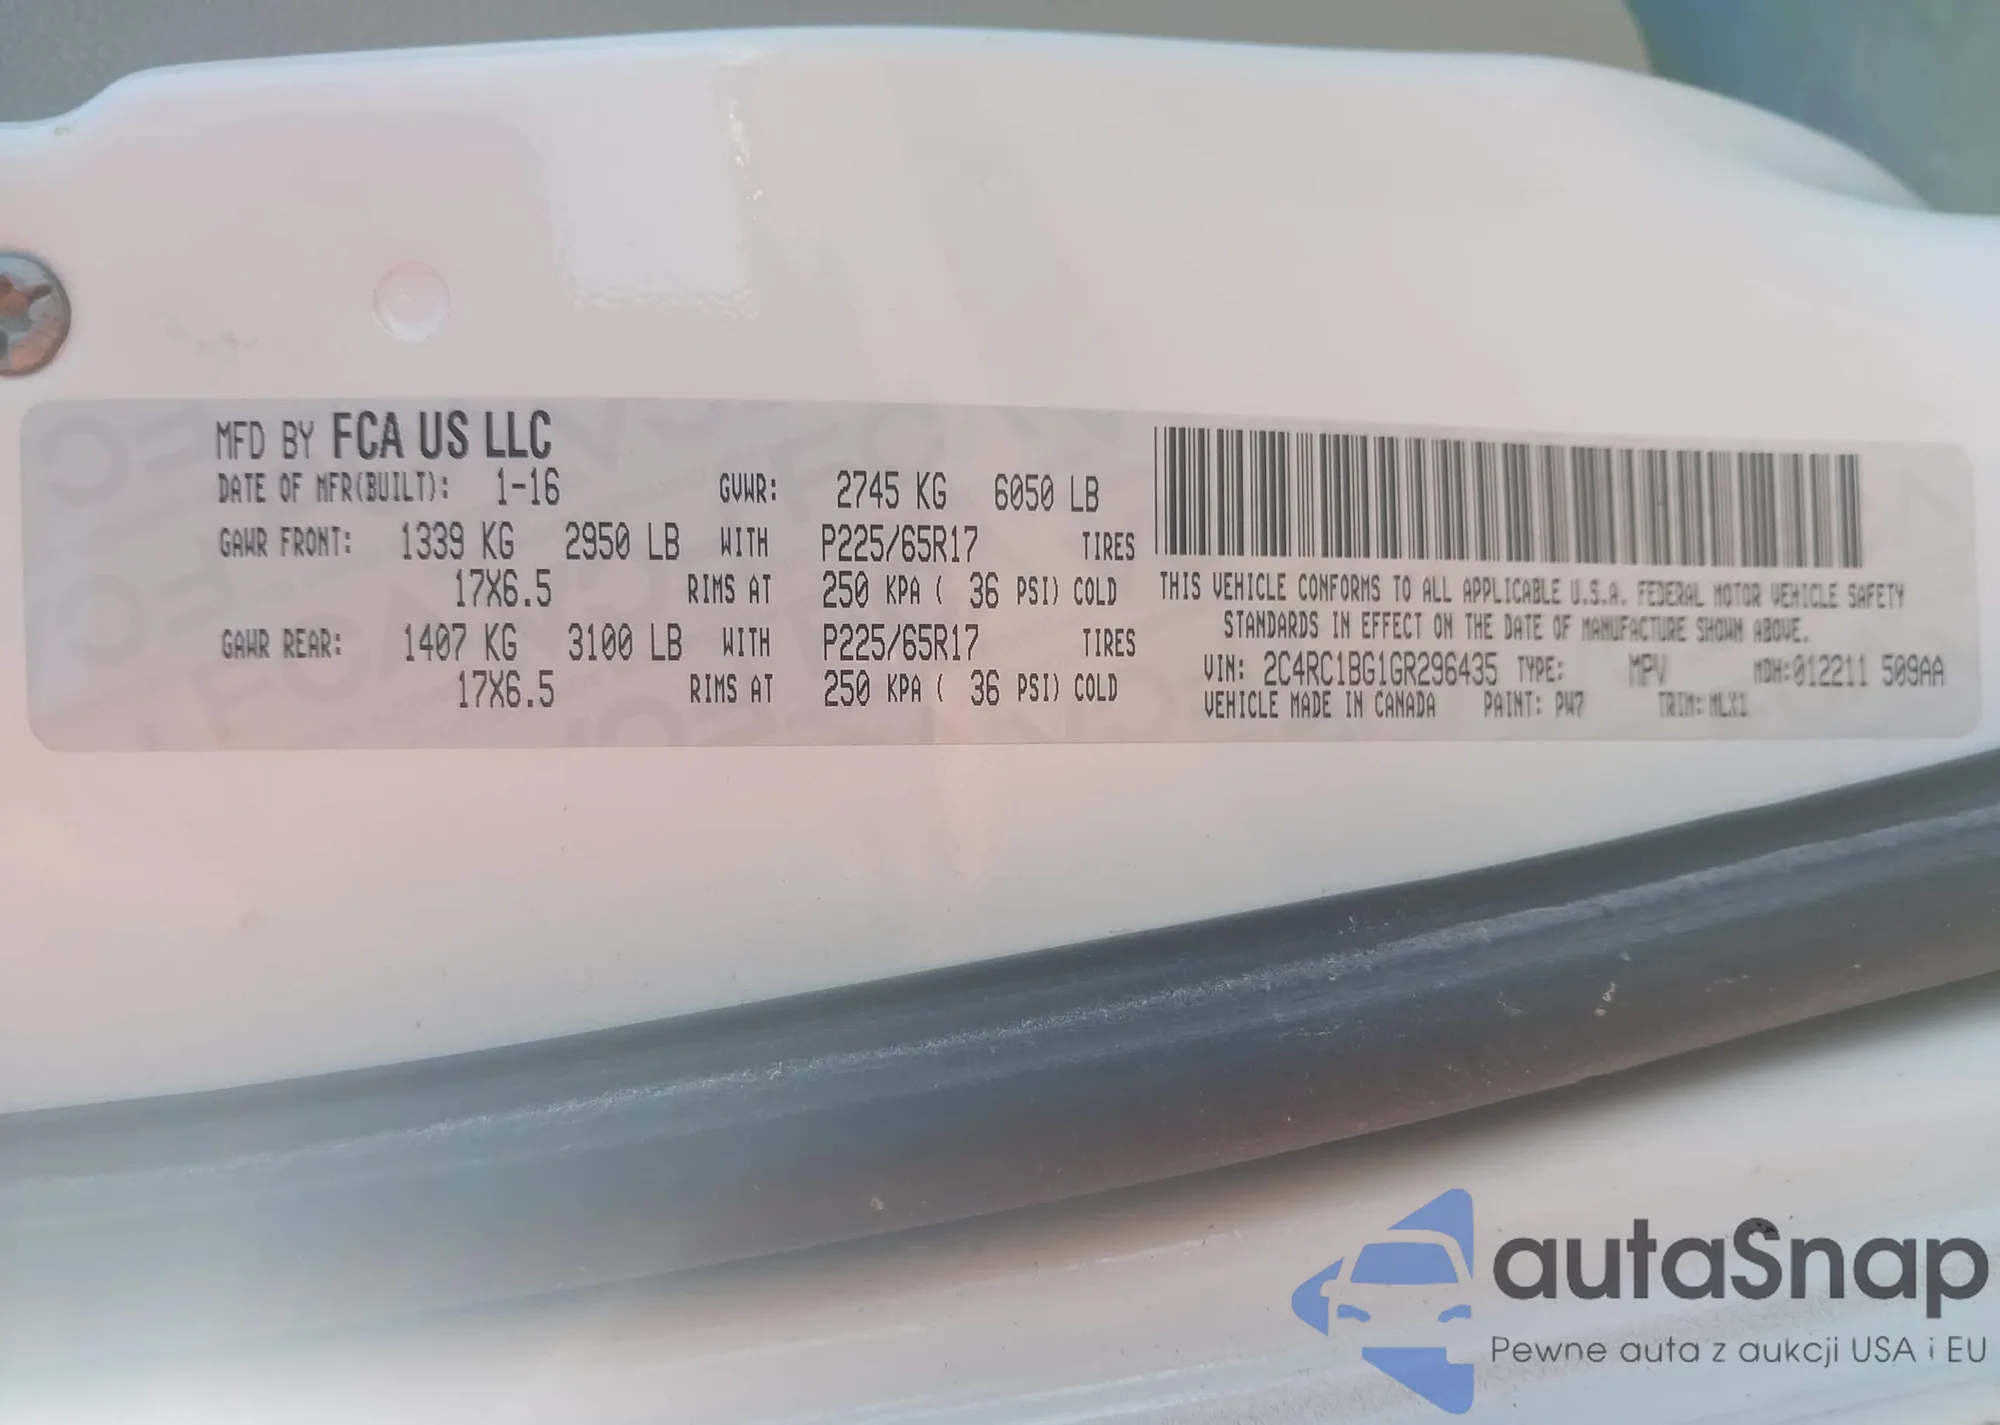 MFD BY FCA US LLC
DATE OF MFR(BUILT): 1-16 GVWR: 2745 KG 6050 LB
GAWR FRONT: 1339 KG 2950 LB WITH P225/65R17 TIRES
17X6.5 RIMS AT 250 KPA ( 36 PSI) COLD
GAWR REAR: 1407 KG 3100 LB WITH P225/65R17 TIRES
17X6.5 RIMS AT 250 KPA ( 36 PSI) COLD
THIS VEHICLE CONFORMS TO ALL APPLICABLE U.S.A. FEDERAL MOTOR VEHICLE SAFETY
STANDARDS IN EFFECT ON THE DATE OF MANUFACTURE SHOWN ABOVE.
VIN: 2C4RC1BG1GR296435 TYPE: MPV MDH:012211 509AA
VEHICLE MADE IN CANADA PAINT: PW7 TRIM: MLX1
autaSnap
Pewne auta z aukcji USA i EU